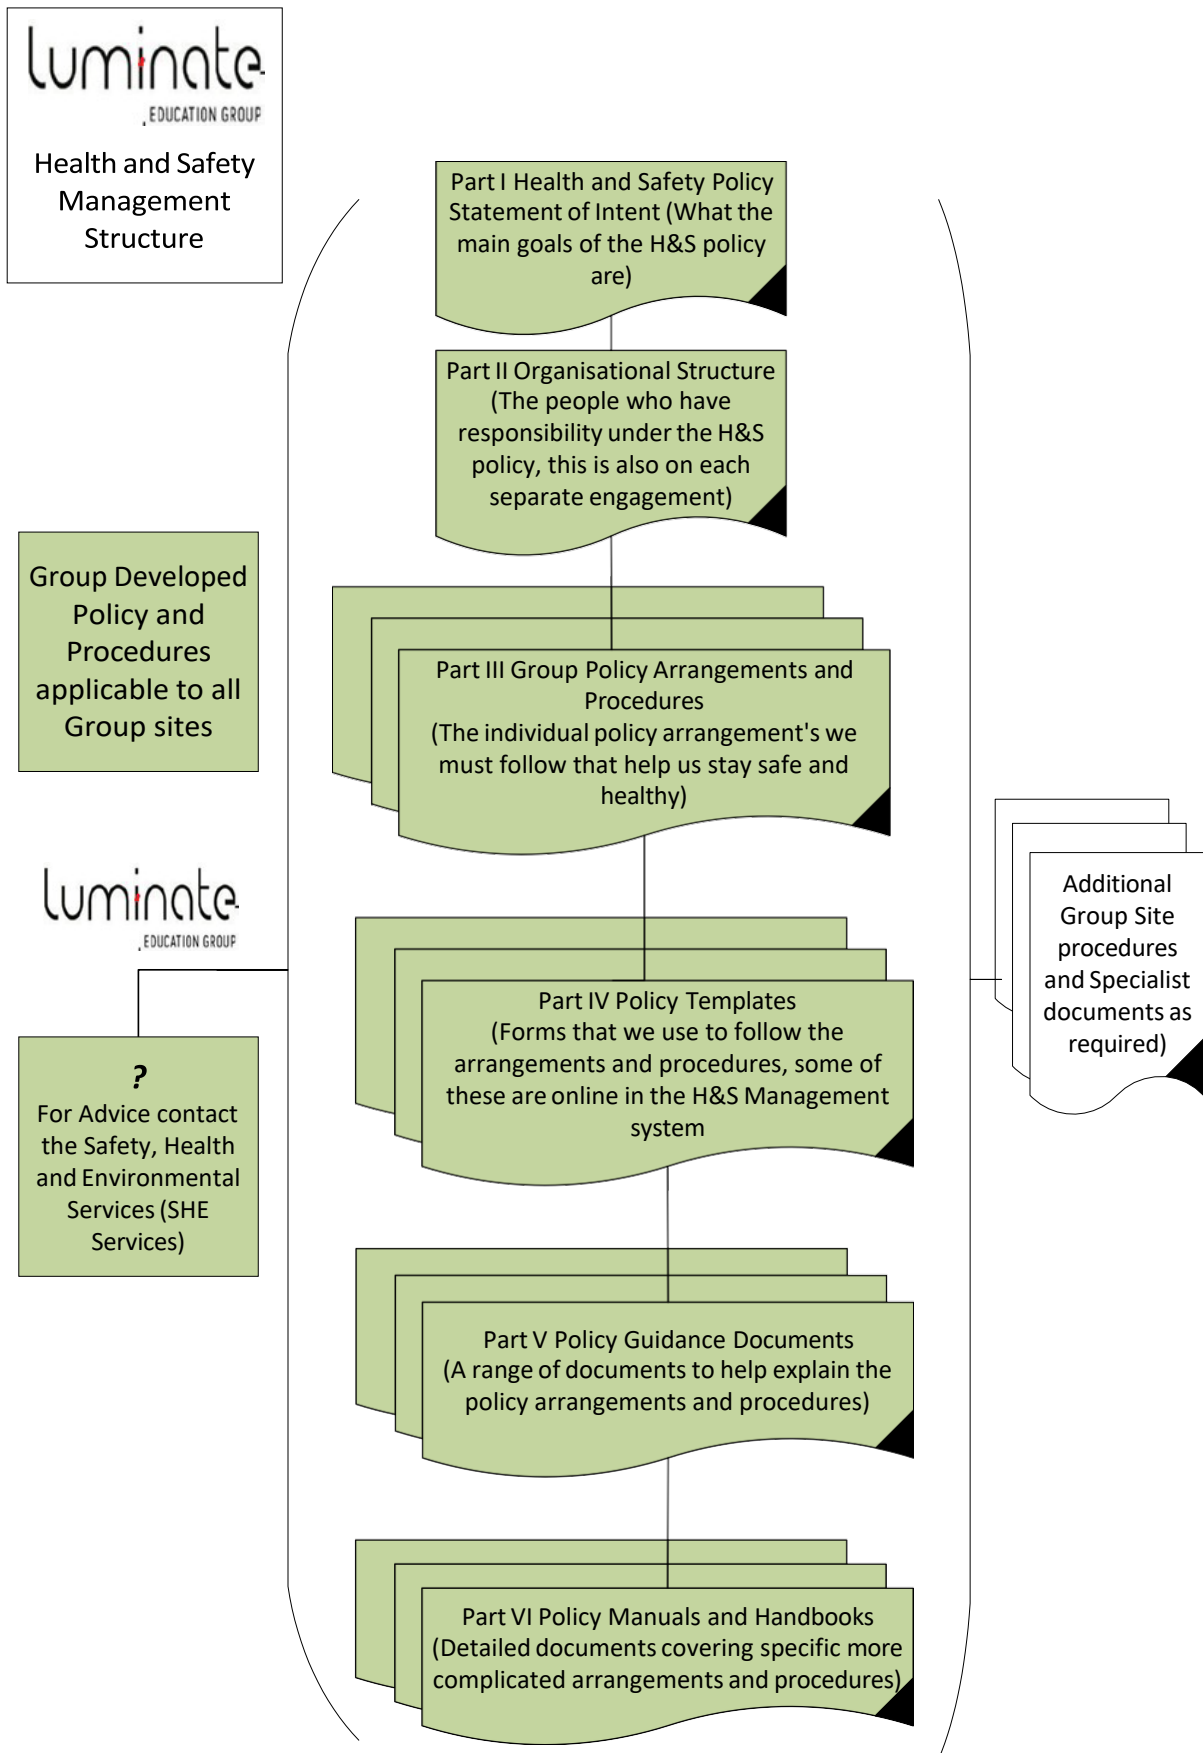 luminate
EDUCATION GROUP
Health and Safety
Management
Structure
Part I Health and Safety Policy
Statement of Intent (What the
main goals of the H&S policy
are)
Part II Organisational Structure
(The people who have
responsibility under the H&S
policy, this is also on each
separate engagement)
Group Developed
Policy and
Procedures
applicable to all
Group sites
Part III Group Policy Arrangements and
Procedures
(The individual policy arrangement's we
must follow that help us stay safe and
healthy)
luminate
EDUCATION GROUP
Additional
Group Site
procedures
and Specialist
documents as
required)
Part IV Policy Templates
(Forms that we use to follow the
arrangements and procedures, some of
these are online in the H&S Management
system
?
For Advice contact
the Safety, Health
and Environmental
Services (SHE
Services)
Part V Policy Guidance Documents
(A range of documents to help explain the
policy arrangements and procedures)
Part VI Policy Manuals and Handbooks
(Detailed documents covering specific more
complicated arrangements and procedures)